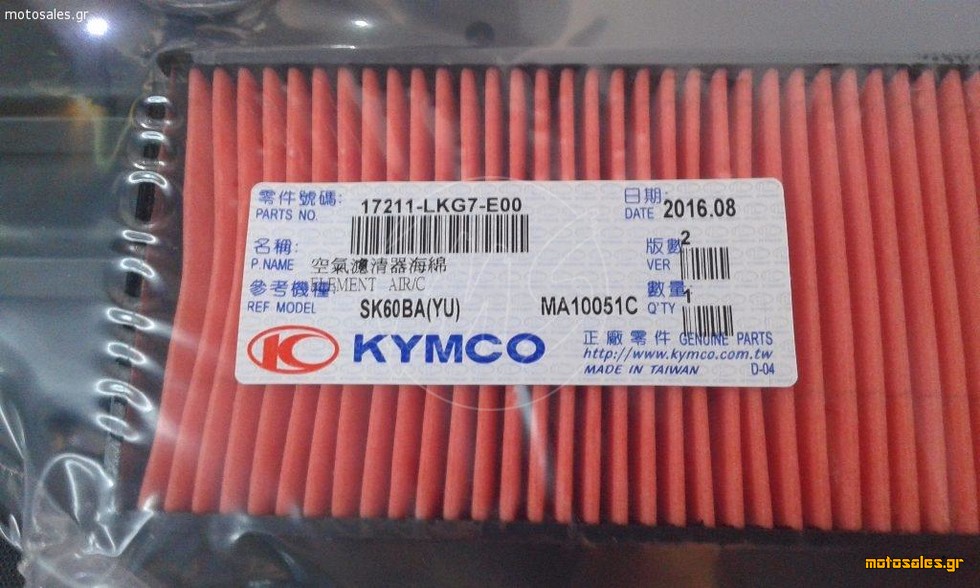 motosales.gr
零件號碼:
PARTS NO. 17211-LKG7-E00
日期:
DATE 2016.08
名稱:
P.NAME 空氣濾清器海綿
ELEMENT AIR/C
版數 2
VER
參考機種:
REF. MODEL SK60BA(YU) MA10051C
數量: 1
Q'TY
KYMCO
正廠零件 GENUINE PARTS
http://www.kymco.com.tw
MADE IN TAIWAN D-04
motosales.gr